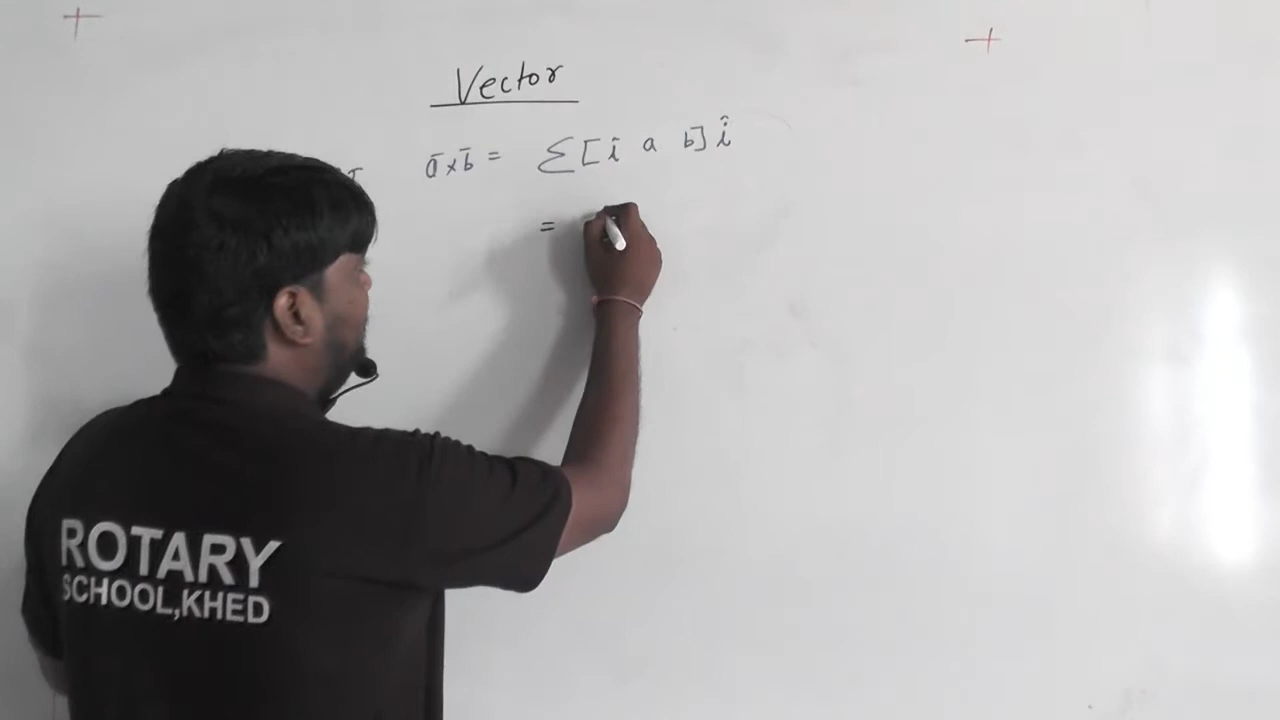 Vector
ā×b̄ = Σ[î a b̄]î
=
ROTARY
SCHOOL,KHED